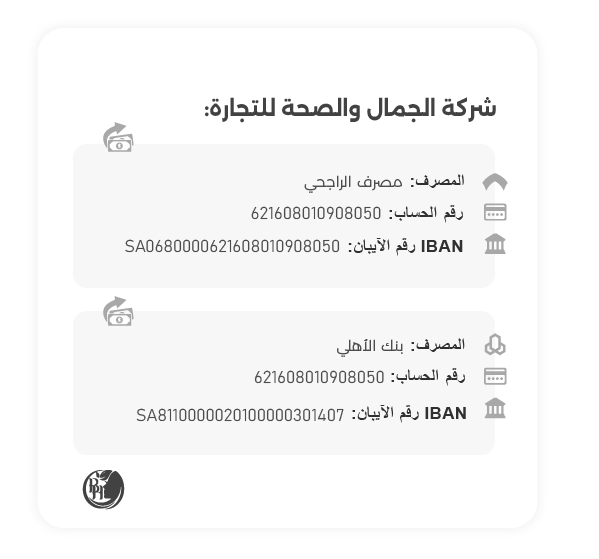 شركة الجمال والصحة للتجارة:
المصرف: مصرف الراجحي
رقم الحساب: 621608010908050
IBAN رقم الآيبان: SA0680000621608010908050
المصرف: بنك الأهلي
رقم الحساب: 621608010908050
IBAN رقم الآيبان: SA8110000020100000301407